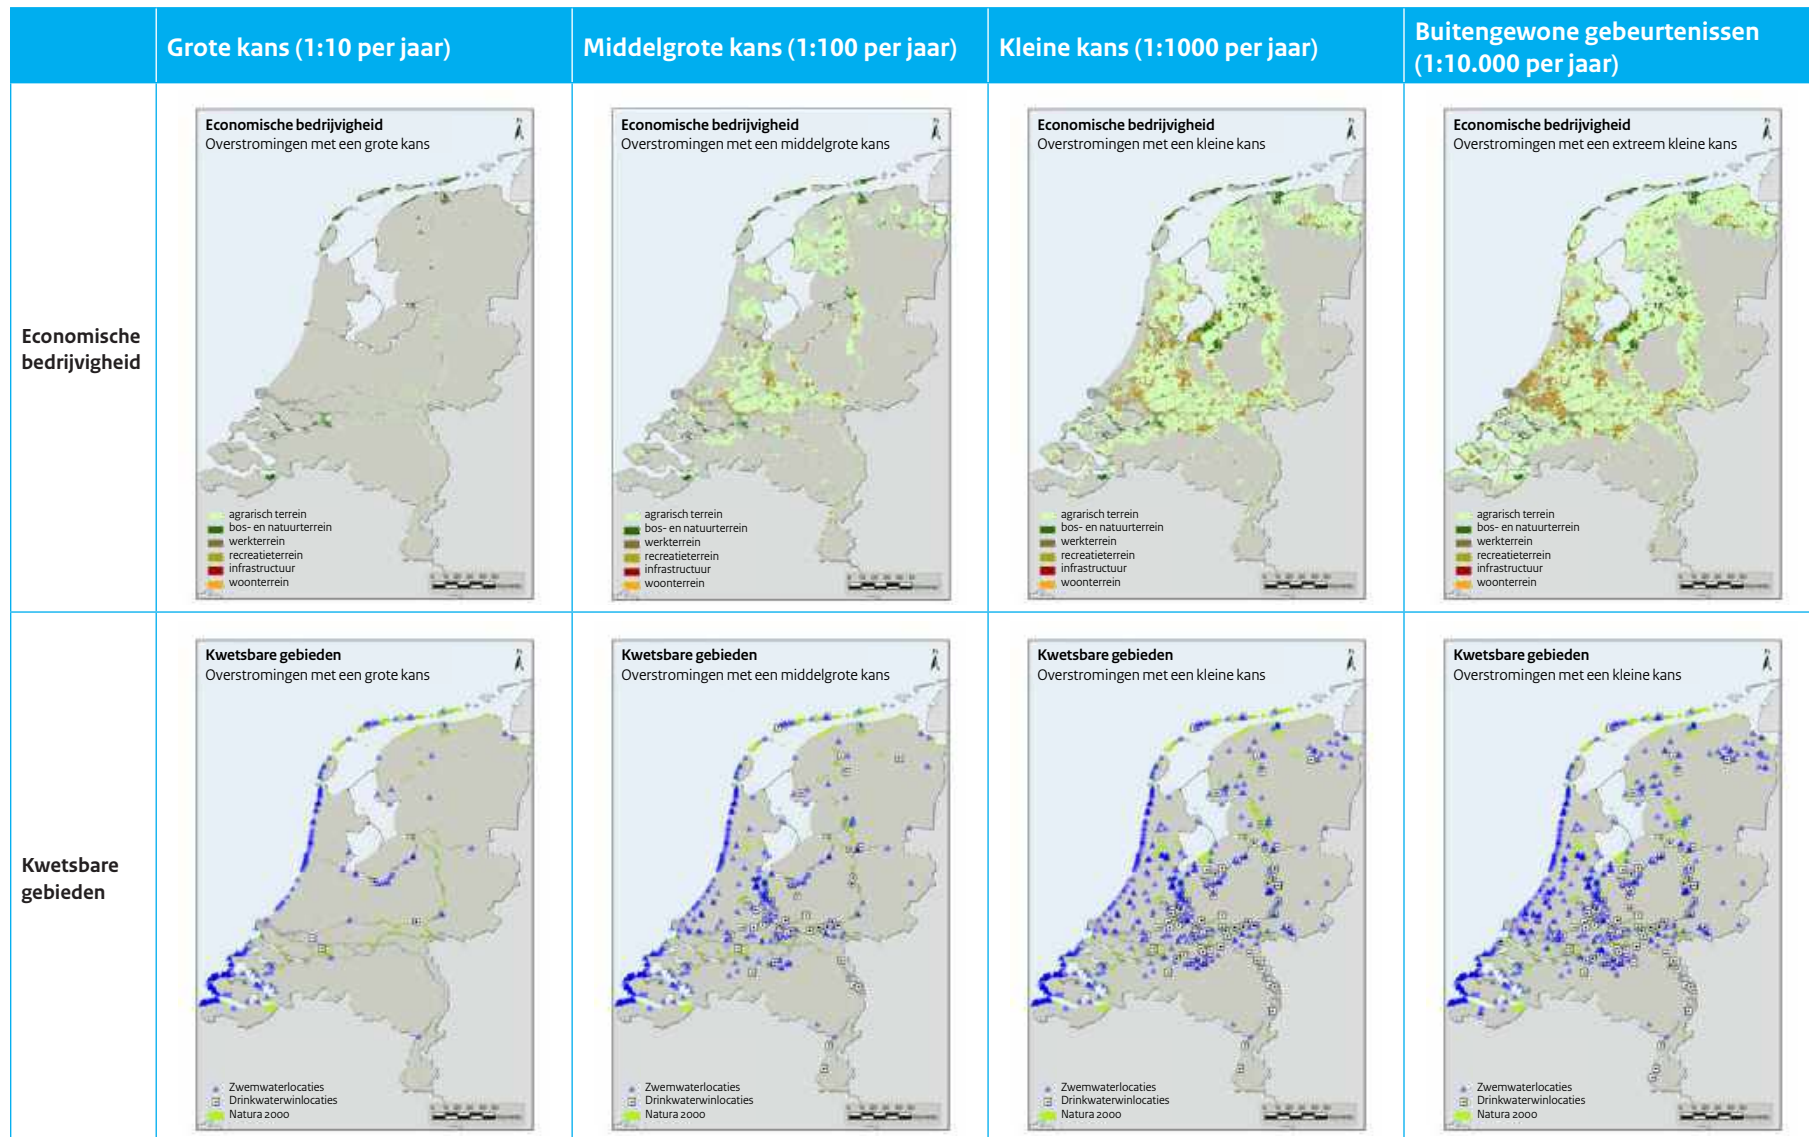 Grote kans (1:10 per jaar)
Middelgrote kans (1:100 per jaar)
Kleine kans (1:1000 per jaar)
Buitengewone gebeurtenissen
(1:10.000 per jaar)
Economische
bedrijvigheid
Economische bedrijvigheid
Overstromingen met een grote kans
agrarisch terrein
bos- en natuurterrein
werkterrein
recreatieterrein
infrastructuur
woonterrein
Economische bedrijvigheid
Overstromingen met een middelgrote kans
agrarisch terrein
bos- en natuurterrein
werkterrein
recreatieterrein
infrastructuur
woonterrein
Economische bedrijvigheid
Overstromingen met een kleine kans
agrarisch terrein
bos- en natuurterrein
werkterrein
recreatieterrein
infrastructuur
woonterrein
Economische bedrijvigheid
Overstromingen met een extreem kleine kans
agrarisch terrein
bos- en natuurterrein
werkterrein
recreatieterrein
infrastructuur
woonterrein
Kwetsbare
gebieden
Kwetsbare gebieden
Overstromingen met een grote kans
Zwemwaterlocaties
Drinkwaterwinlocaties
Natura 2000
Kwetsbare gebieden
Overstromingen met een middelgrote kans
Zwemwaterlocaties
Drinkwaterwinlocaties
Natura 2000
Kwetsbare gebieden
Overstromingen met een kleine kans
Zwemwaterlocaties
Drinkwaterwinlocaties
Natura 2000
Kwetsbare gebieden
Overstromingen met een kleine kans
Zwemwaterlocaties
Drinkwaterwinlocaties
Natura 2000